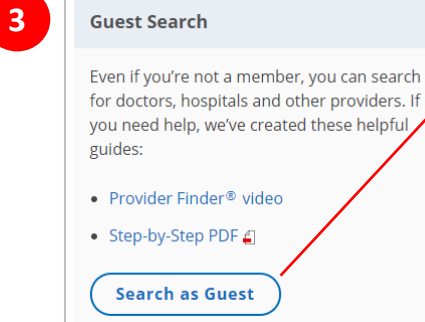 3
Guest Search
Even if you're not a member, you can search
for doctors, hospitals and other providers. If
you need help, we've created these helpful
guides:
• Provider Finder® video
• Step-by-Step PDF
Search as Guest